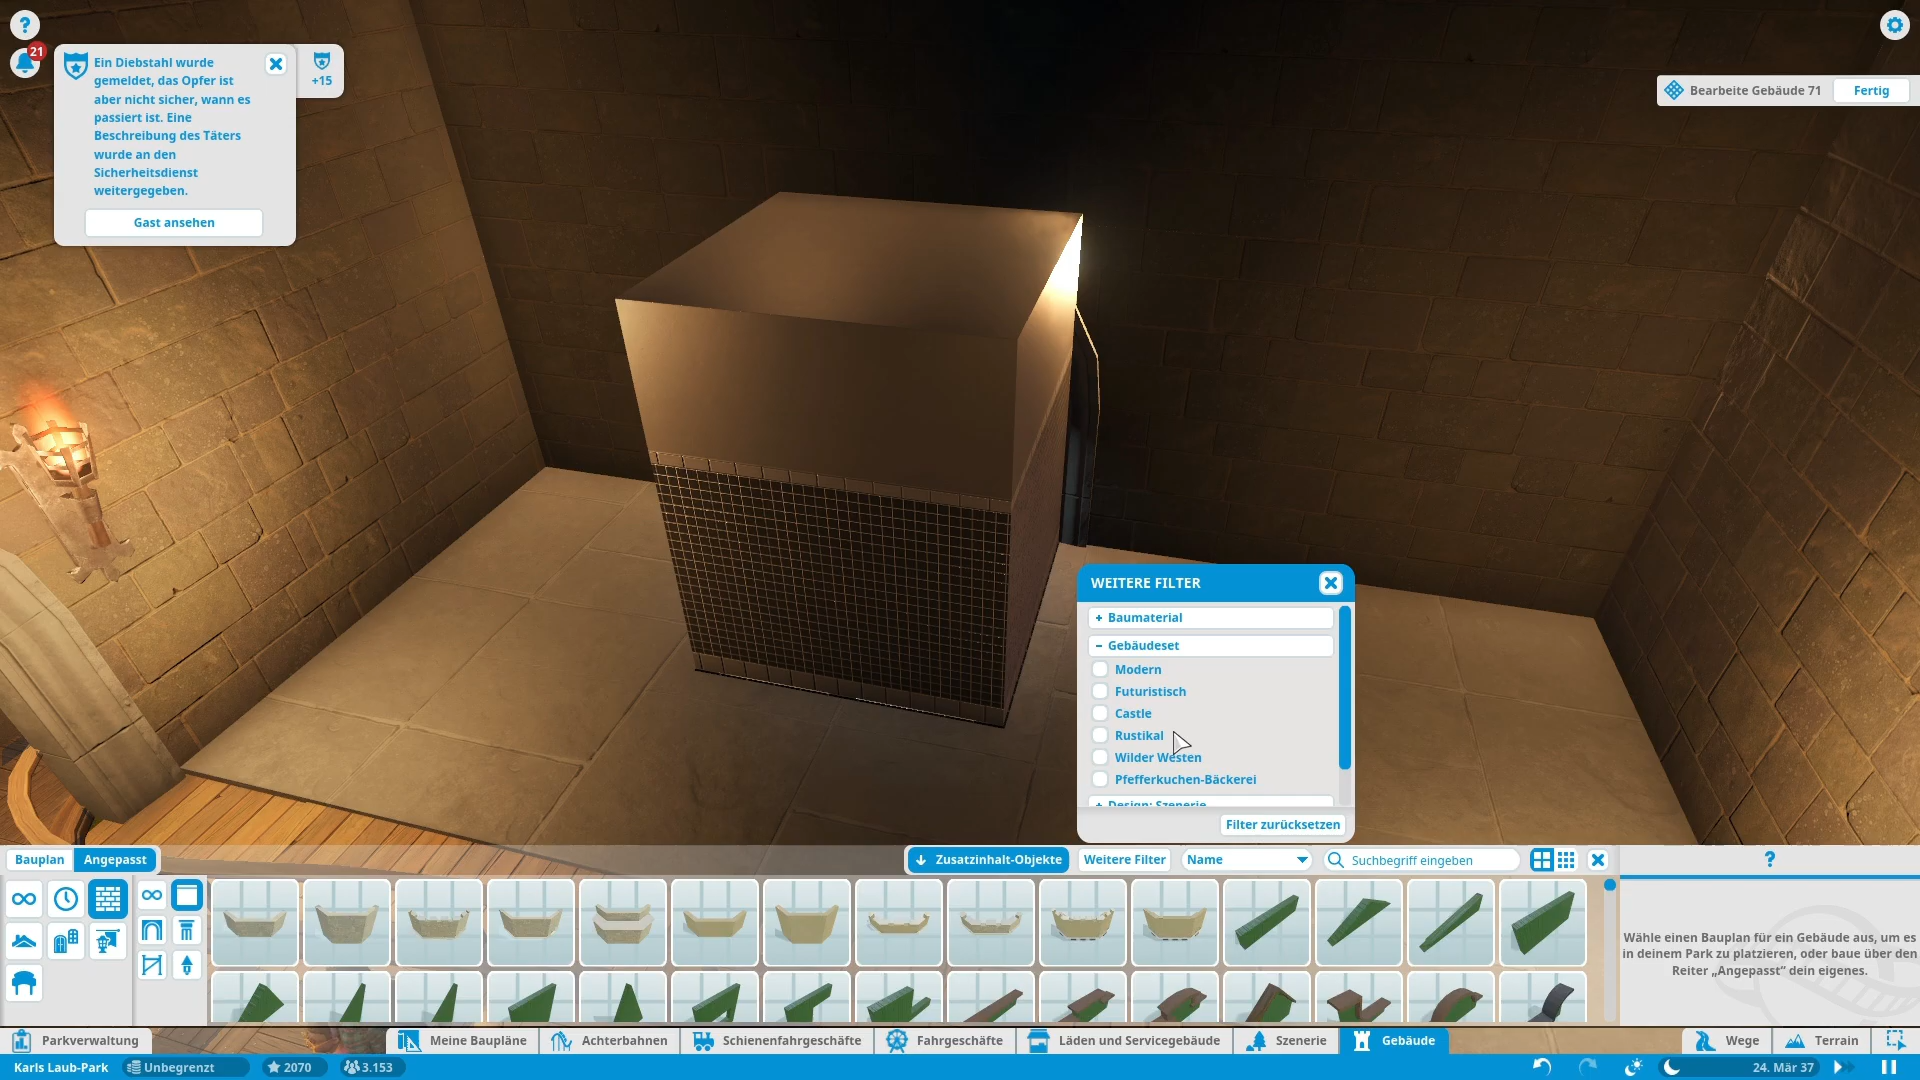 ?
21
Ein Diebstahl wurde
gemeldet, das Opfer ist
aber nicht sicher, wann es
passiert ist. Eine
Beschreibung des Täters
wurde an den
Sicherheitsdienst
weitergegeben.
Gast ansehen
+15
Bearbeite Gebäude 71
Fertig
WEITERE FILTER
+ Baumaterial
– Gebäudeset
Modern
Futuristisch
Castle
Rustikal
Wilder Westen
Pfefferkuchen-Bäckerei
+ Design: Szenerie
Filter zurücksetzen
Bauplan
Angepasst
Zusatzinhalt-Objekte
Weitere Filter
Name
Suchbegriff eingeben
?
Wähle einen Bauplan für ein Gebäude aus, um es
in deinem Park zu platzieren, oder baue über den
Reiter „Angepasst“ dein eigenes.
Parkverwaltung
Meine Baupläne
Achterbahnen
Schienenfahrgeschäfte
Fahrgeschäfte
Läden und Servicegebäude
Szenerie
Gebäude
Wege
Terrain
Karls Laub-Park
Unbegrenzt
2070
3.153
24. Mär 37